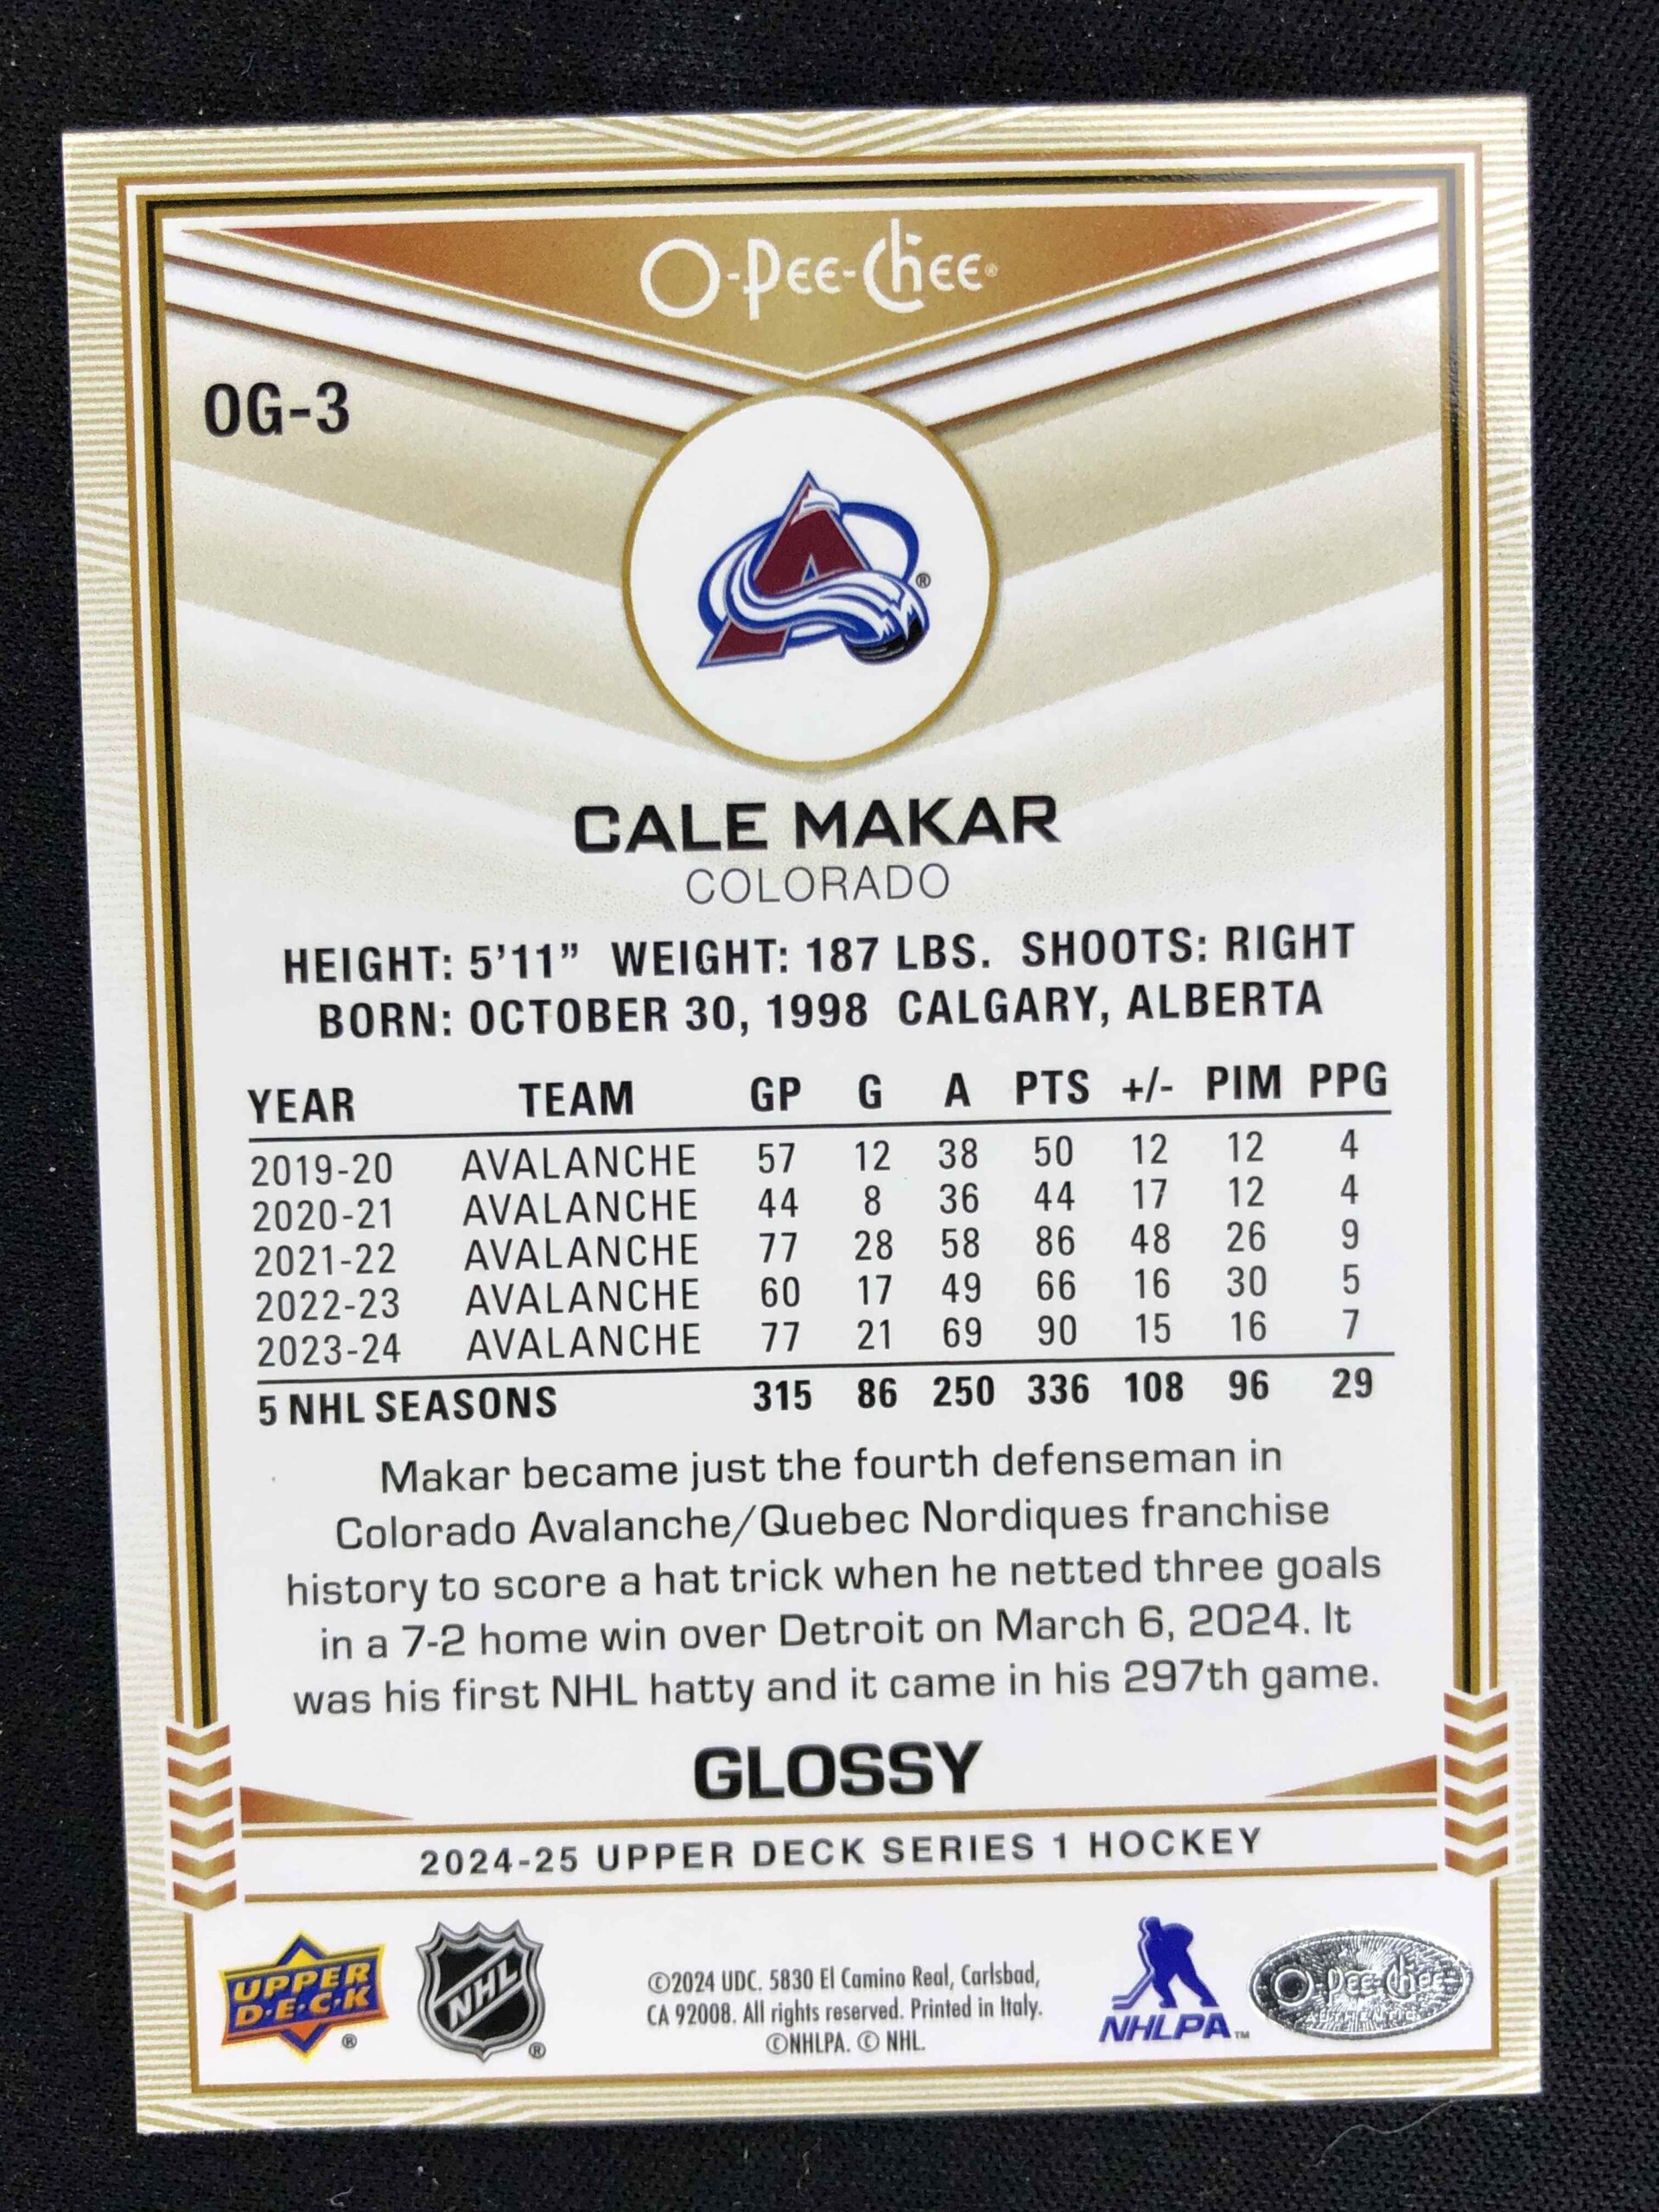 O-Pee-Chee®
OG-3
®
CALE MAKAR
COLORADO
HEIGHT: 5'11” WEIGHT: 187 LBS. SHOOTS: RIGHT
BORN: OCTOBER 30, 1998 CALGARY, ALBERTA
YEAR TEAM GP G A PTS +/- PIM PPG
2019-20 AVALANCHE 57 12 38 50 12 12 4
2020-21 AVALANCHE 44 8 36 44 17 12 4
2021-22 AVALANCHE 77 28 58 86 48 26 9
2022-23 AVALANCHE 60 17 49 66 16 30 5
2023-24 AVALANCHE 77 21 69 90 15 16 7
5 NHL SEASONS 315 86 250 336 108 96 29
Makar became just the fourth defenseman in
Colorado Avalanche/Quebec Nordiques franchise
history to score a hat trick when he netted three goals
in a 7-2 home win over Detroit on March 6, 2024. It
was his first NHL hatty and it came in his 297th game.
GLOSSY
2024-25 UPPER DECK SERIES 1 HOCKEY
UPPER
D·E·C·K ®
NHL ®
©2024 UDC. 5830 El Camino Real, Carlsbad,
CA 92008. All rights reserved. Printed in Italy.
©NHLPA. © NHL.
NHLPA™
O-Pee-Chee
AUTHENTIC